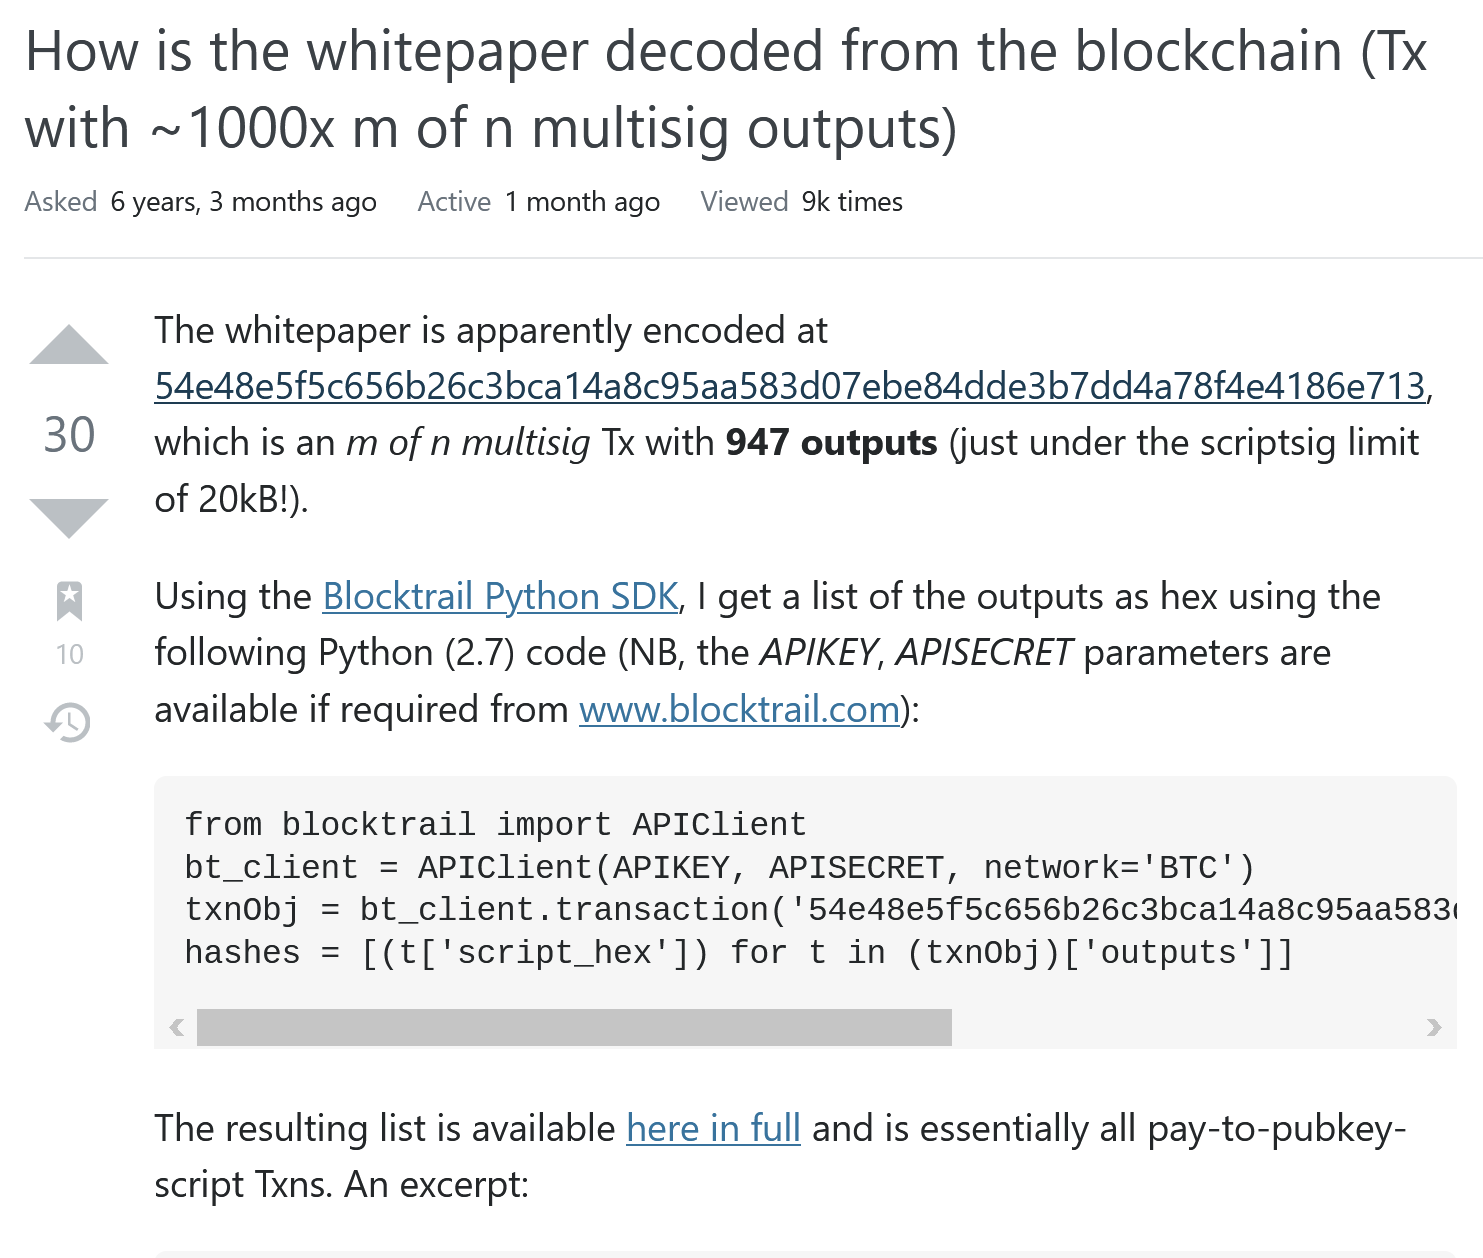 How is the whitepaper decoded from the blockchain (Tx
with ~1000x m of n multisig outputs)
Asked 6 years, 3 months ago Active 1 month ago Viewed 9k times
30
10
The whitepaper is apparently encoded at
54e48e5f5c656b26c3bca14a8c95aa583d07ebe84dde3b7dd4a78f4e4186e713,
which is an m of n multisig Tx with 947 outputs (just under the scriptsig limit
of 20kB!).
Using the Blocktrail Python SDK, I get a list of the outputs as hex using the
following Python (2.7) code (NB, the APIKEY, APISECRET parameters are
available if required from www.blocktrail.com):
from blocktrail import APIClient
bt_client = APIClient(APIKEY, APISECRET, network='BTC')
txnObj = bt_client.transaction('54e48e5f5c656b26c3bca14a8c95aa583
hashes = [(t['script_hex']) for t in (txnObj)['outputs']]
The resulting list is available here in full and is essentially all pay-to-pubkey-
script Txns. An excerpt: